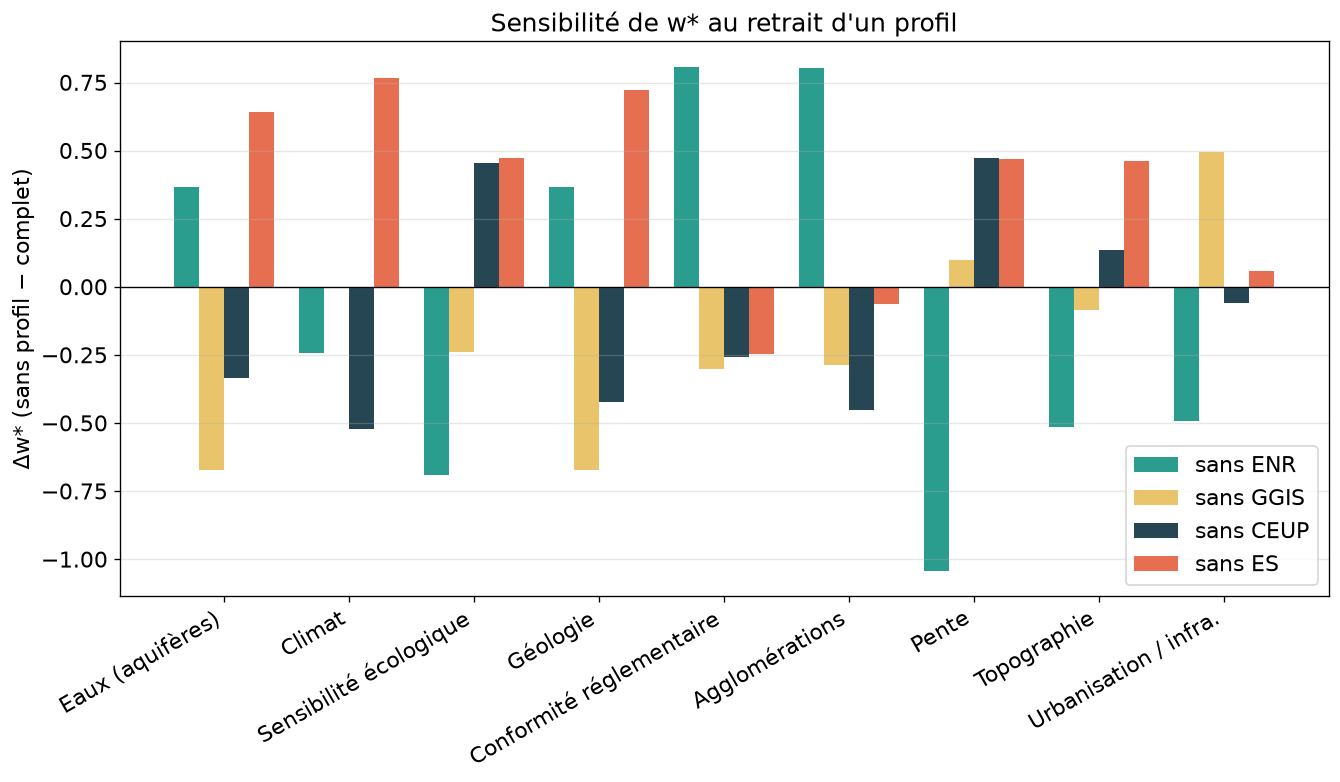 Sensibilité de w* au retrait d'un profil
Δw* (sans profil − complet)
0.75
0.50
0.25
0.00
−0.25
−0.50
−0.75
−1.00
sans ENR
sans GGIS
sans CEUP
sans ES
Eaux (aquifères)
Climat
Sensibilité écologique
Géologie
Conformité réglementaire
Agglomérations
Pente
Topographie
Urbanisation / infra.